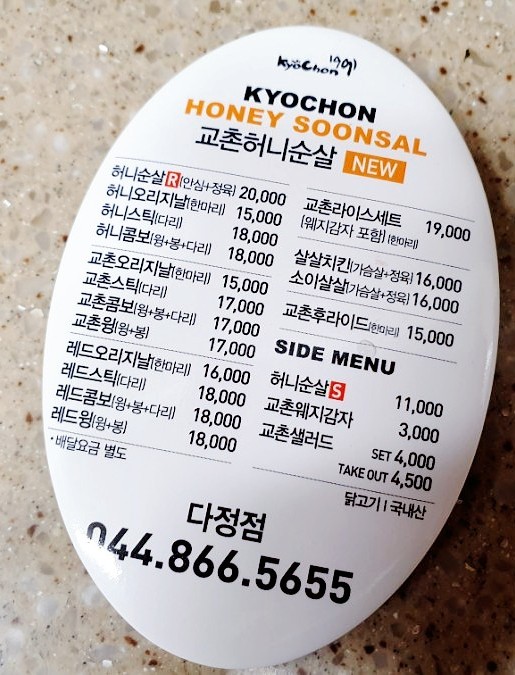 KyoChon 1991
KYOCHON
HONEY SOONSAL
교촌허니순살 NEW
허니순살 R (안심+정육) 20,000
허니오리지날(한마리) 15,000
허니스틱(다리) 18,000
허니콤보(윙+봉+다리) 18,000
교촌오리지날(한마리) 15,000
교촌스틱(다리) 17,000
교촌콤보(윙+봉+다리) 17,000
교촌윙(윙+봉) 17,000
레드오리지날(한마리) 16,000
레드스틱(다리) 18,000
레드콤보(윙+봉+다리) 18,000
레드윙(윙+봉) 18,000
· 배달요금 별도
교촌라이스세트 19,000
(웨지감자 포함) (한마리)
살살치킨(가슴살+정육) 16,000
소이살살(가슴살+정육) 16,000
교촌후라이드(한마리) 15,000
SIDE MENU
허니순살 S 11,000
교촌웨지감자 3,000
교촌샐러드 SET 4,000
TAKE OUT 4,500
닭고기 I 국내산
다정점
044.866.5655